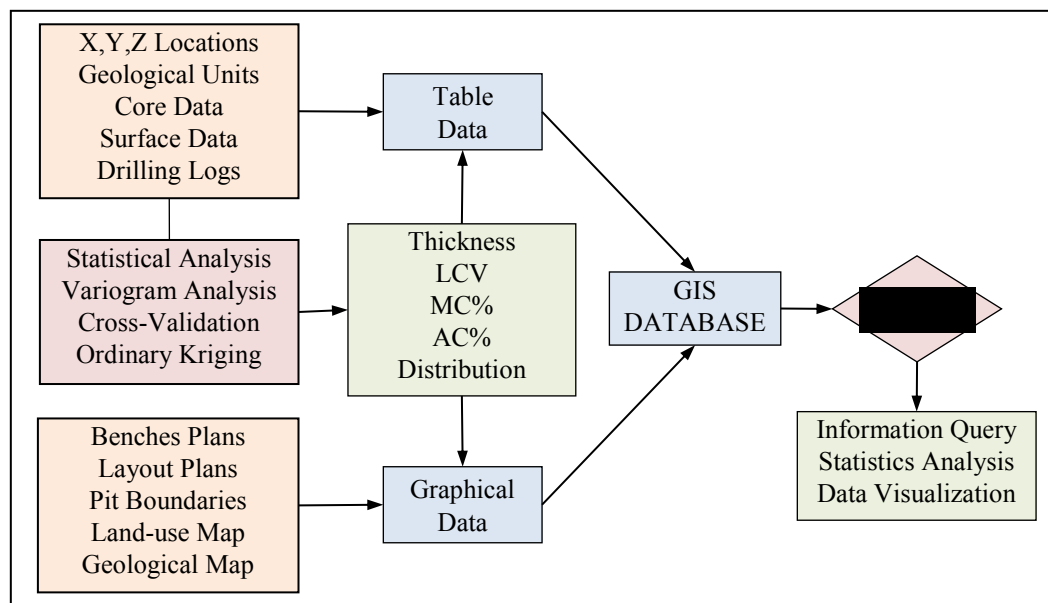 X,Y,Z Locations
Geological Units
Core Data
Surface Data
Drilling Logs
Table
Data
Statistical Analysis
Variogram Analysis
Cross-Validation
Ordinary Kriging
Thickness
LCV
MC%
AC%
Distribution
GIS
DATABASE
Information Query
Statistics Analysis
Data Visualization
Benches Plans
Layout Plans
Pit Boundaries
Land-use Map
Geological Map
Graphical
Data